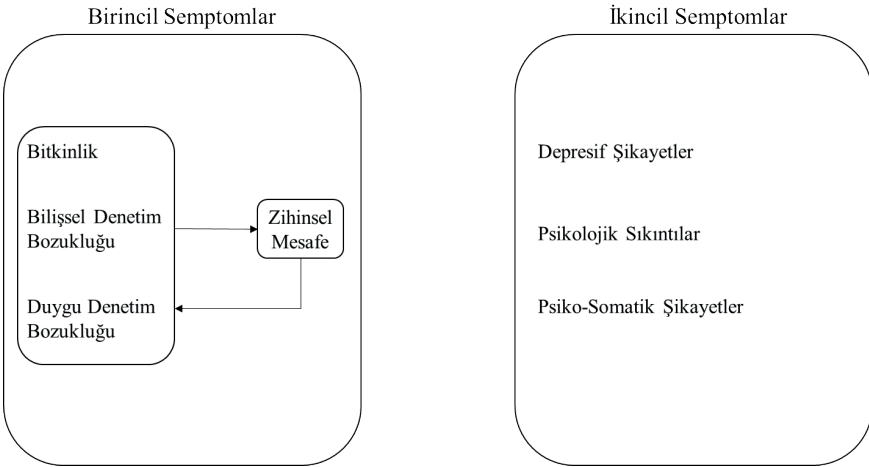 Birincil Semptomlar
Bitkinlik
Bilişsel Denetim
Bozukluğu
Duygu Denetim
Bozukluğu
Zihinsel
Mesafe
İkincil Semptomlar
Depresif Şikayetler
Psikolojik Sıkıntılar
Psiko-Somatik Şikayetler